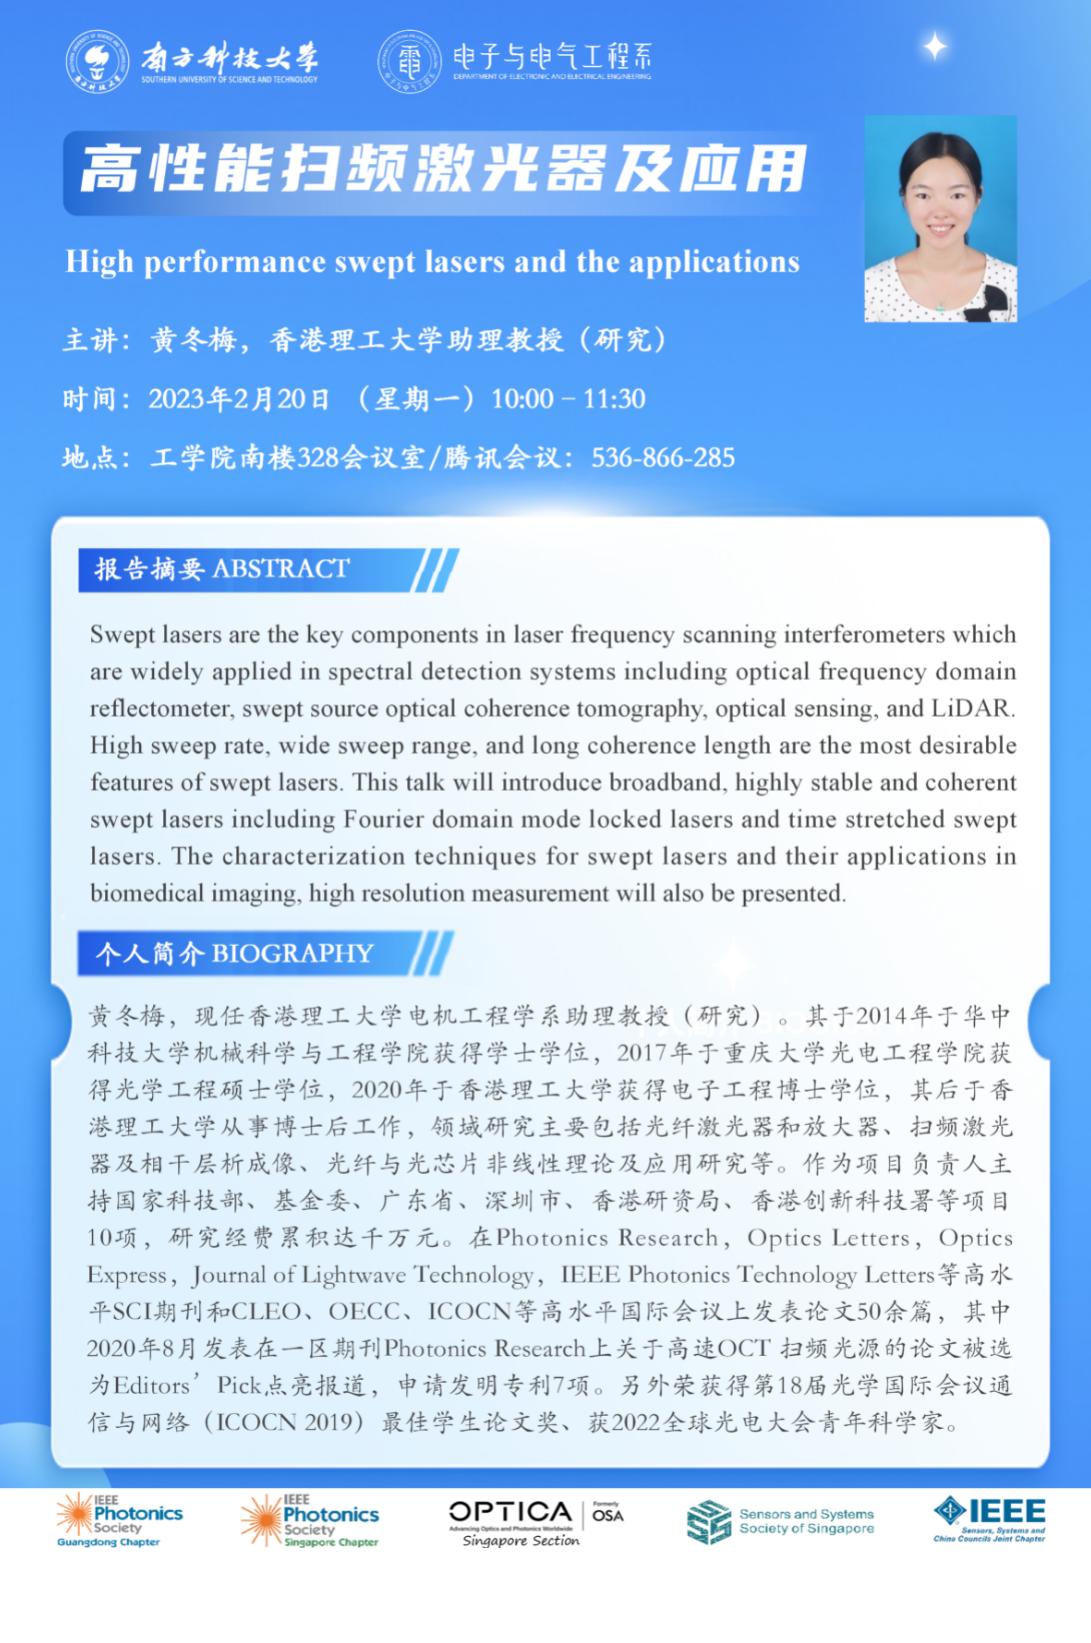 南方科技大学
SOUTHERN UNIVERSITY OF SCIENCE AND TECHNOLOGY
电子与电气工程系
DEPARTMENT OF ELECTRONIC AND ELECTRICAL ENGINEERING
高性能扫频激光器及应用
High performance swept lasers and the applications
主讲：黄冬梅，香港理工大学助理教授（研究）
时间：2023年2月20日 （星期一）10:00 – 11:30
地点：工学院南楼328会议室/腾讯会议：536-866-285
报告摘要 ABSTRACT
Swept lasers are the key components in laser frequency scanning interferometers which
are widely applied in spectral detection systems including optical frequency domain
reflectometer, swept source optical coherence tomography, optical sensing, and LiDAR.
High sweep rate, wide sweep range, and long coherence length are the most desirable
features of swept lasers. This talk will introduce broadband, highly stable and coherent
swept lasers including Fourier domain mode locked lasers and time stretched swept
lasers. The characterization techniques for swept lasers and their applications in
biomedical imaging, high resolution measurement will also be presented.
个人简介 BIOGRAPHY
黄冬梅，现任香港理工大学电机工程学系助理教授（研究）。其于2014年于华中
科技大学机械科学与工程学院获得学士学位，2017年于重庆大学光电工程学院获
得光学工程硕士学位，2020年于香港理工大学获得电子工程博士学位，其后于香
港理工大学从事博士后工作，领域研究主要包括光纤激光器和放大器、扫频激光
器及相干层析成像、光纤与光芯片非线性理论及应用研究等。作为项目负责人主
持国家科技部、基金委、广东省、深圳市、香港研资局、香港创新科技署等项目
10项，研究经费累积达千万元。在Photonics Research，Optics Letters，Optics
Express，Journal of Lightwave Technology，IEEE Photonics Technology Letters等高水
平SCI期刊和CLEO、OECC、ICOCN等高水平国际会议上发表论文50余篇，其中
2020年8月发表在一区期刊Photonics Research上关于高速OCT 扫频光源的论文被选
为Editors’ Pick点亮报道，申请发明专利7项。另外荣获得第18届光学国际会议通
信与网络（ICOCN 2019）最佳学生论文奖、获2022全球光电大会青年科学家。
IEEE
Photonics
Society
Guangdong Chapter
IEEE
Photonics
Society
Singapore Chapter
OPTICA
Formerly
OSA
Advancing Optics and Photonics Worldwide
Singapore Section
Sensors and Systems
Society of Singapore
IEEE
Sensors, Systems and
China Councils Joint Chapter